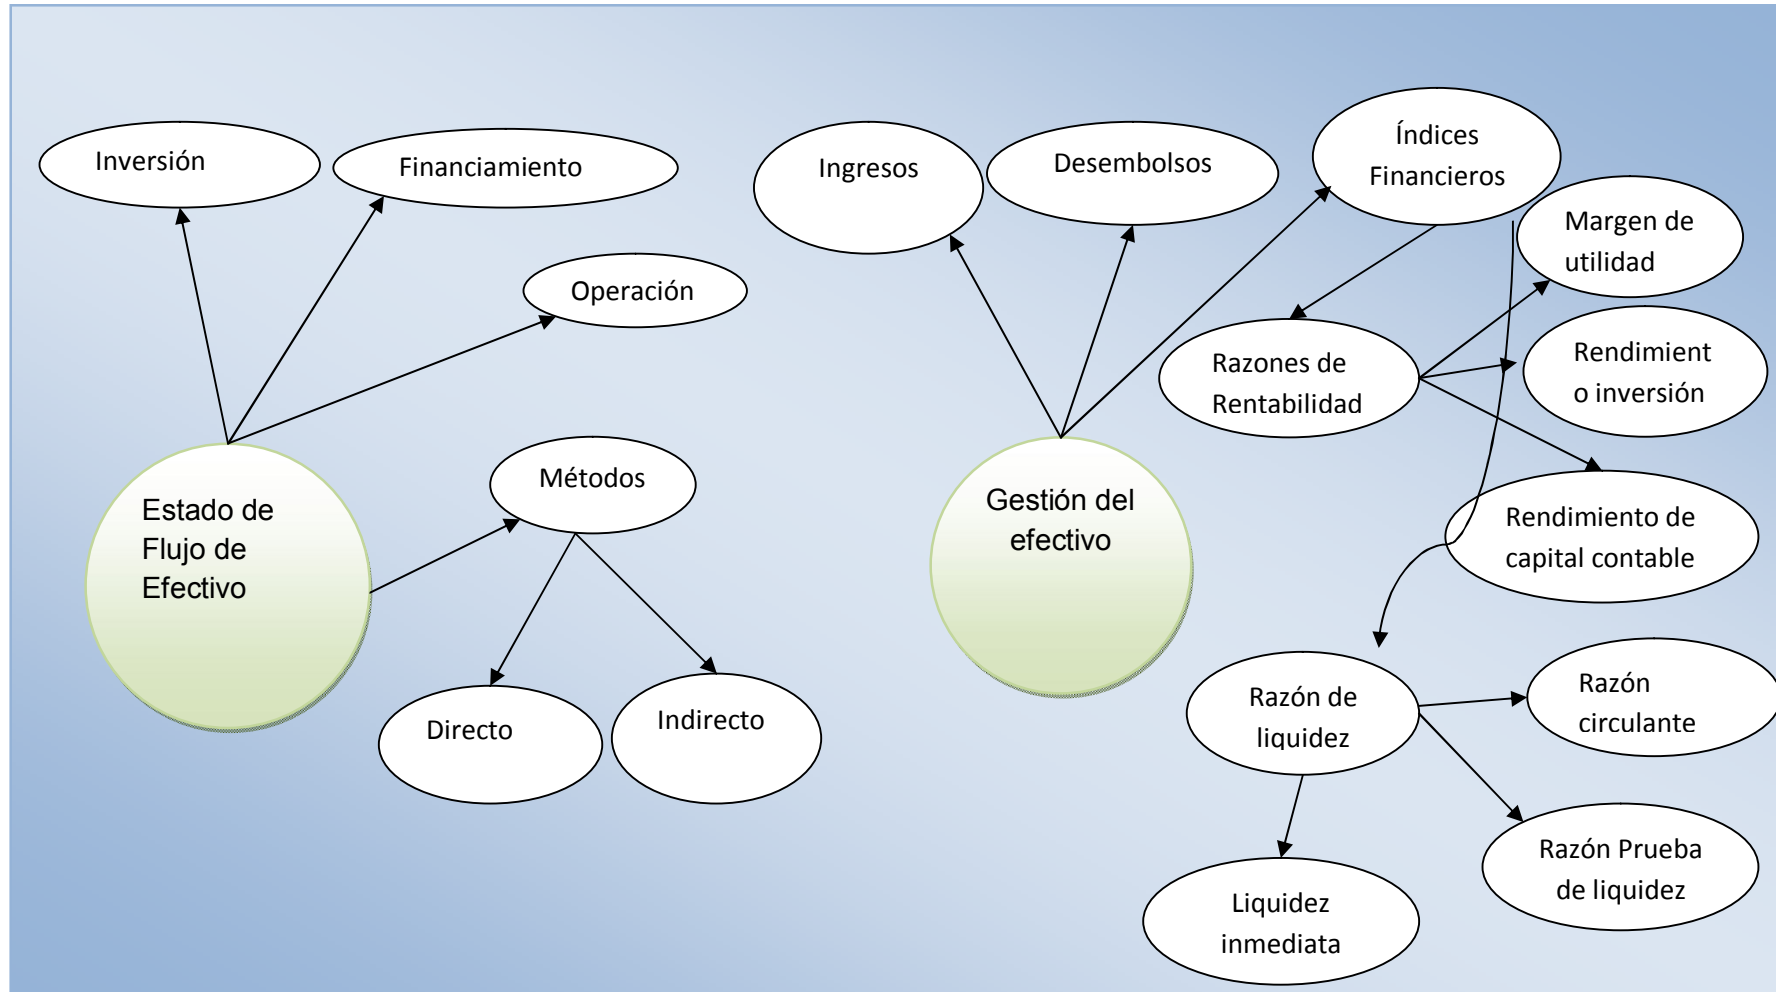 Inversión
Financiamiento
Operación
Estado de
Flujo de
Efectivo
Métodos
Directo
Indirecto
Ingresos
Desembolsos
Índices
Financieros
Gestión del
efectivo
Razones de
Rentabilidad
Margen de
utilidad
Rendimient
o inversión
Rendimiento de
capital contable
Razón de
liquidez
Razón
circulante
Razón Prueba
de liquidez
Liquidez
inmediata